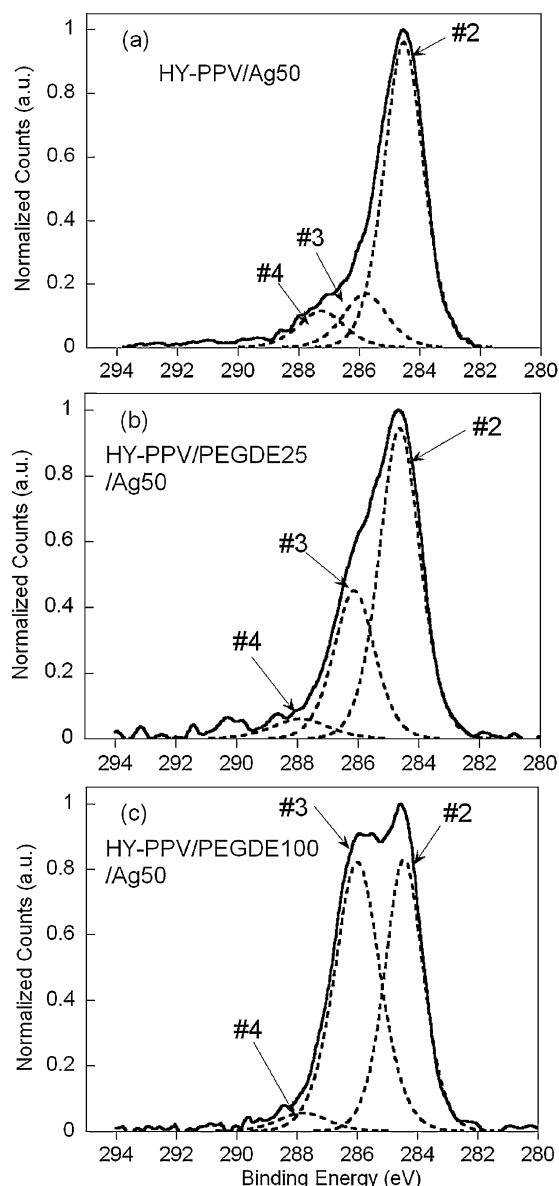 (a)
HY-PPV/Ag50
#2
#3
#4
Normalized Counts (a.u.)
1
0.8
0.6
0.4
0.2
0
294 292 290 288 286 284 282 280
(b)
HY-PPV/PEGDE25
/Ag50
#2
#3
#4
Normalized Counts (a.u.)
1
0.8
0.6
0.4
0.2
0
294 292 290 288 286 284 282 280
(c)
HY-PPV/PEGDE100
/Ag50
#3
#2
#4
Normalized Counts (a.u.)
1
0.8
0.6
0.4
0.2
0
294 292 290 288 286 284 282 280
Binding Energy (eV)